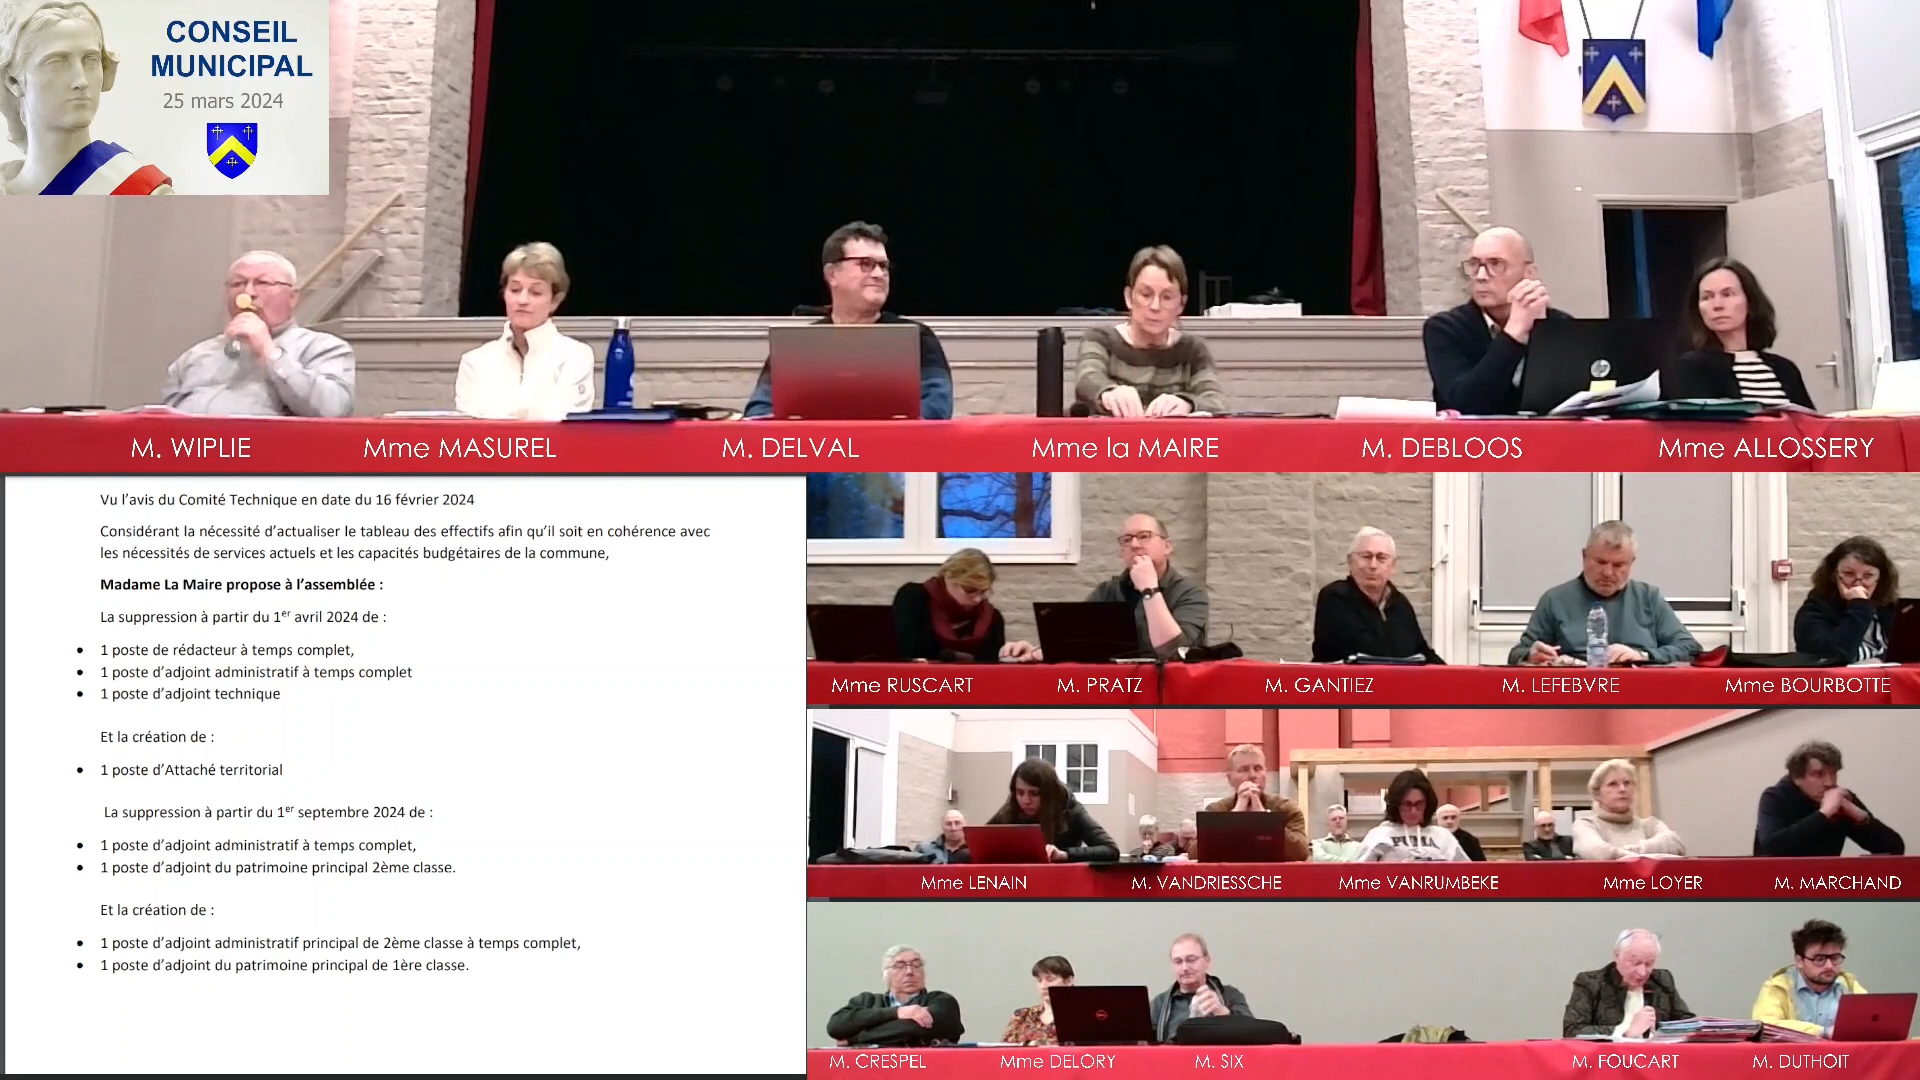 CONSEIL
MUNICIPAL
25 mars 2024
M. WIPLIE
Mme MASUREL
M. DELVAL
Mme la MAIRE
M. DEBLOOS
Mme ALLOSSERY
Vu l’avis du Comité Technique en date du 16 février 2024
Considérant la nécessité d’actualiser le tableau des effectifs afin qu’il soit en cohérence avec
les nécessités de services actuels et les capacités budgétaires de la commune,
Madame La Maire propose à l’assemblée :
La suppression à partir du 1er avril 2024 de :
• 1 poste de rédacteur à temps complet,
• 1 poste d’adjoint administratif à temps complet
• 1 poste d’adjoint technique
Et la création de :
• 1 poste d’Attaché territorial
La suppression à partir du 1er septembre 2024 de :
• 1 poste d’adjoint administratif à temps complet,
• 1 poste d’adjoint du patrimoine principal 2ème classe.
Et la création de :
• 1 poste d’adjoint administratif principal de 2ème classe à temps complet,
• 1 poste d’adjoint du patrimoine principal de 1ère classe.
Mme RUSCART
M. PRATZ
M. GANTIEZ
M. LEFEBVRE
Mme BOURBOTTE
Mme LENAIN
M. VANDRIESSCHE
Mme VANRUMBEKE
Mme LOYER
M. MARCHAND
M. CRESPEL
Mme DELORY
M. SIX
M. FOUCART
M. DUTHOIT